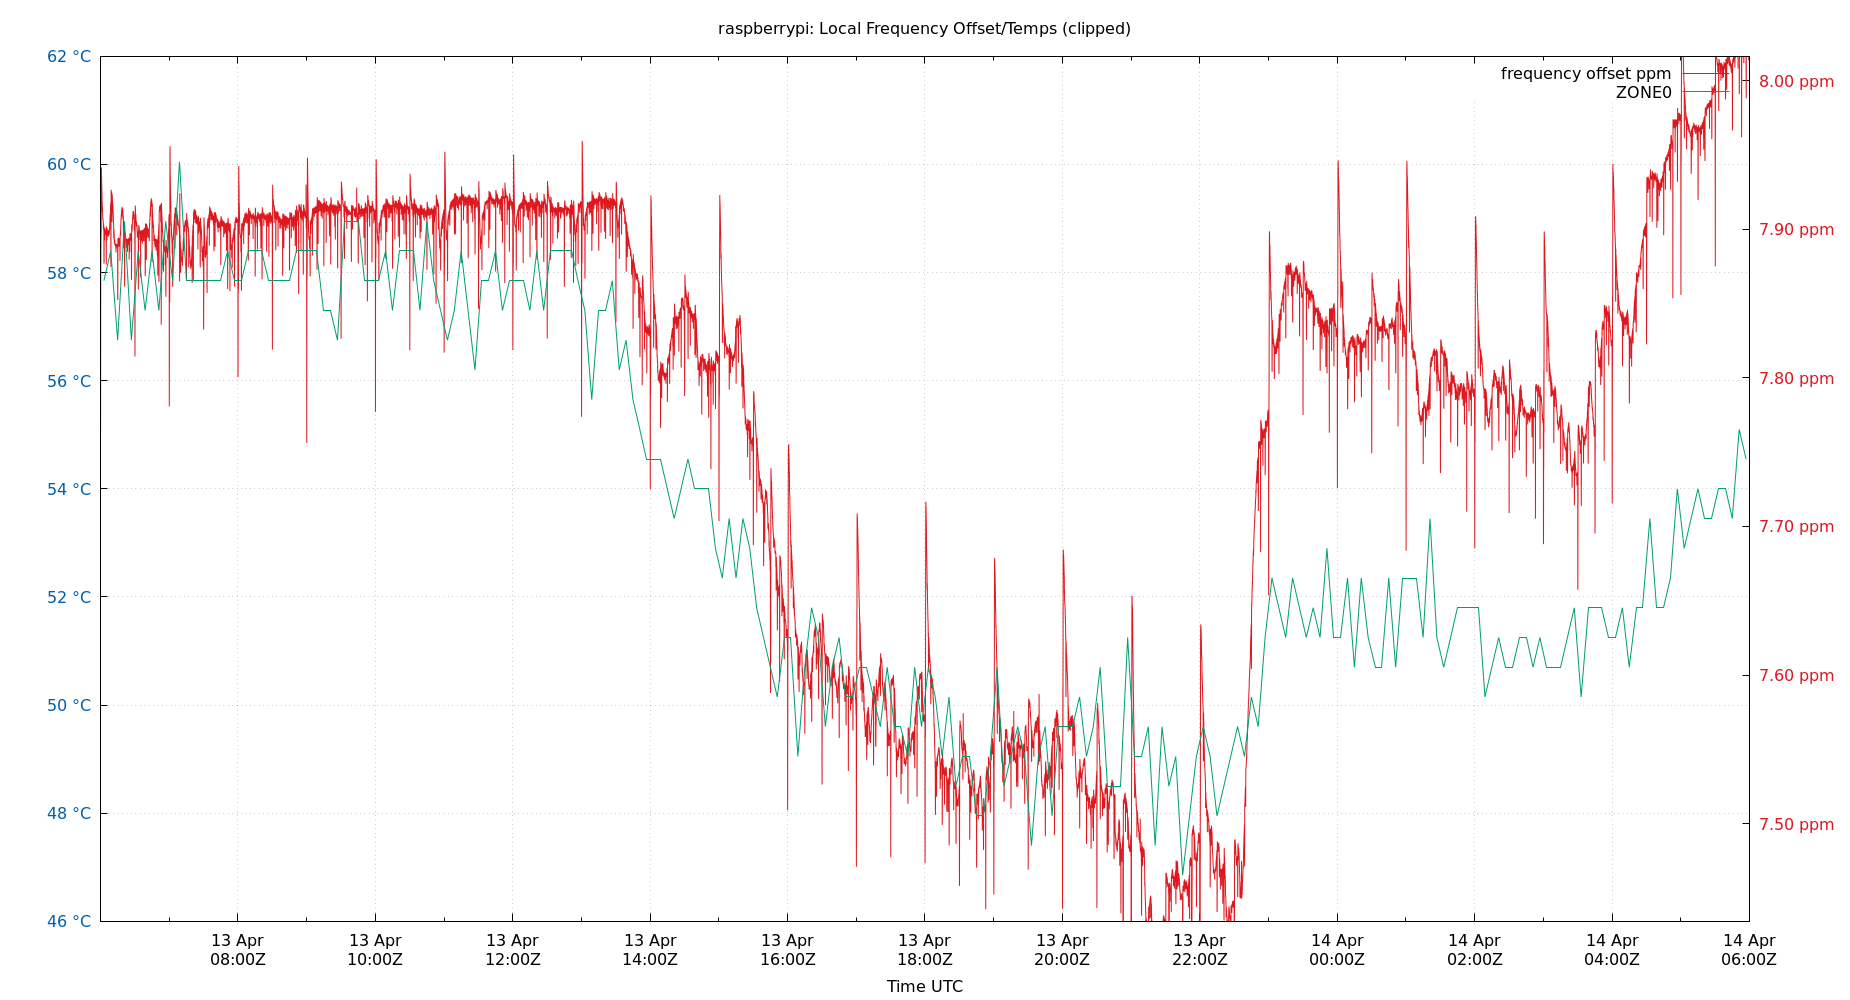 raspberrypi: Local Frequency Offset/Temps (clipped)
62 °C
60 °C
58 °C
56 °C
54 °C
52 °C
50 °C
48 °C
46 °C
frequency offset ppm
ZONE0
8.00 ppm
7.90 ppm
7.80 ppm
7.70 ppm
7.60 ppm
7.50 ppm
13 Apr
08:00Z
13 Apr
10:00Z
13 Apr
12:00Z
13 Apr
14:00Z
13 Apr
16:00Z
13 Apr
18:00Z
13 Apr
20:00Z
13 Apr
22:00Z
14 Apr
00:00Z
14 Apr
02:00Z
14 Apr
04:00Z
14 Apr
06:00Z
Time UTC